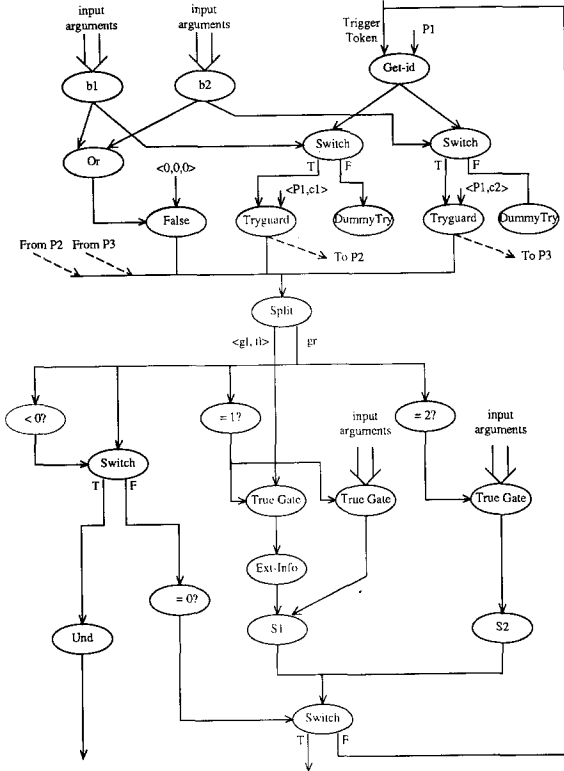 input
arguments
input
arguments
Trigger
Token
P1
b1
b2
Get-id
Or
Switch
Switch
T
F
T
F
<0,0,0>
<P1,c1>
<P1,c2>
False
Tryguard
DummyTry
Tryguard
DummyTry
From P2
From P3
To P2
To P3
Split
gr
< 0?
= 1?
= 2?
input
arguments
input
arguments
Switch
T
F
True Gate
True Gate
True Gate
Ext-Info
= 0?
Und
S1
S2
Switch
T
F